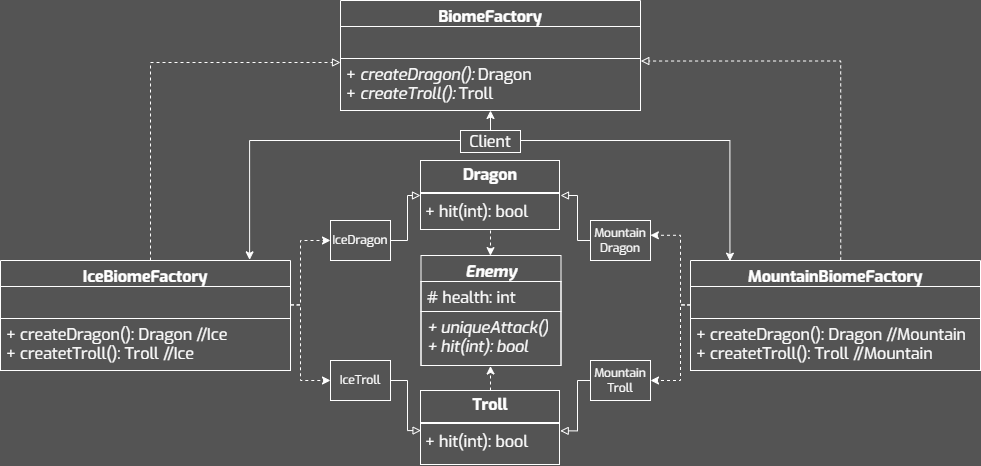 BiomeFactory
+ createDragon(): Dragon
+ createTroll(): Troll
Client
Dragon
+ hit(int): bool
IceDragon
Mountain
Dragon
IceBiomeFactory
+ createDragon(): Dragon //Ice
+ createtTroll(): Troll //Ice
Enemy
# health: int
+ uniqueAttack()
+ hit(int): bool
MountainBiomeFactory
+ createDragon(): Dragon //Mountain
+ createtTroll(): Troll //Mountain
IceTroll
Mountain
Troll
Troll
+ hit(int): bool